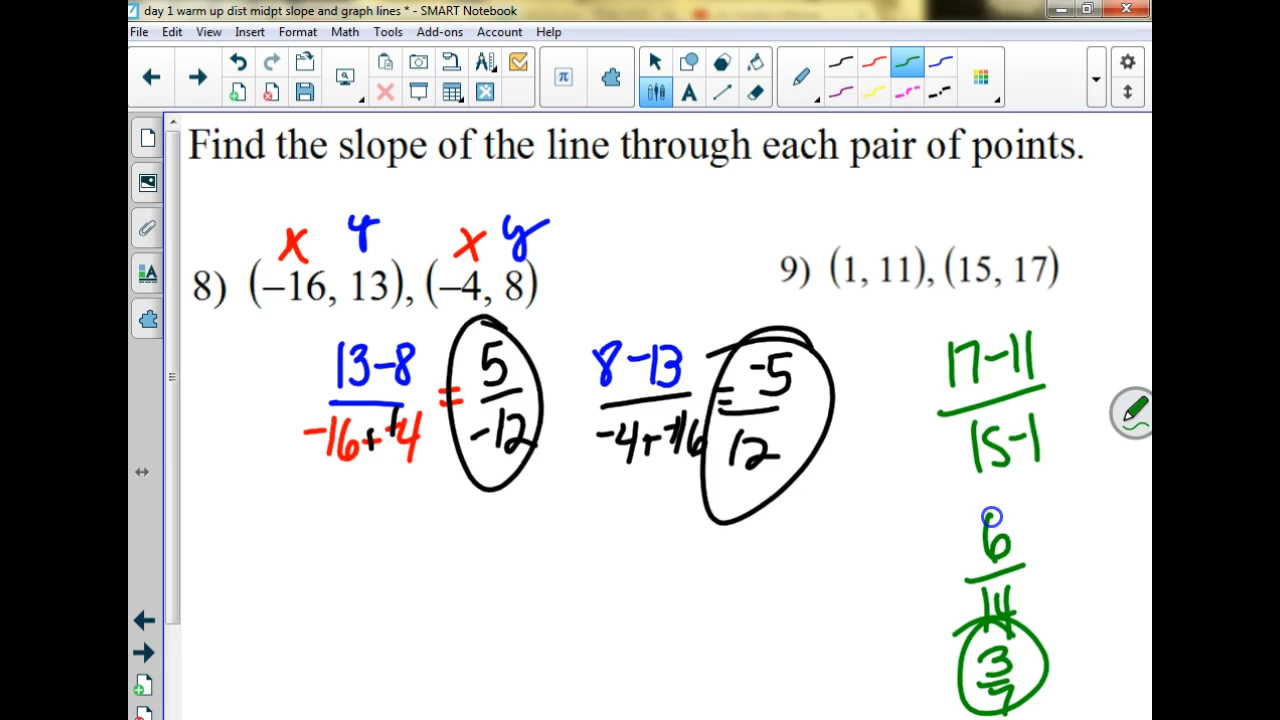 day 1 warm up dist midpt slope and graph lines * - SMART Notebook
File Edit View Insert Format Math Tools Add-ons Account Help
Find the slope of the line through each pair of points.
x y x y
8) (–16, 13), (–4, 8)
9) (1, 11), (15, 17)
13-8
-16+ +4
=
5
-12
8-13
-4+ +16
=
-5
12
17-11
15-1
6
14
3
7